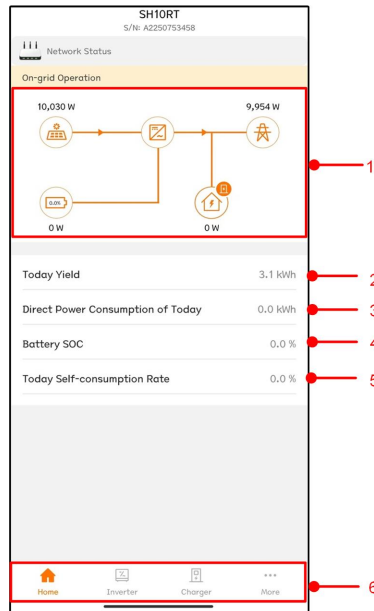 SH10RT
S/N: A2250753458
Network Status
On-grid Operation
10,030 W
9,954 W
1
0.0%
0 W
0 W
Today Yield 3.1 kWh 2
Direct Power Consumption of Today 0.0 kWh 3
Battery SOC 0.0 % 4
Today Self-consumption Rate 0.0 % 5
Home Inverter Charger More 6